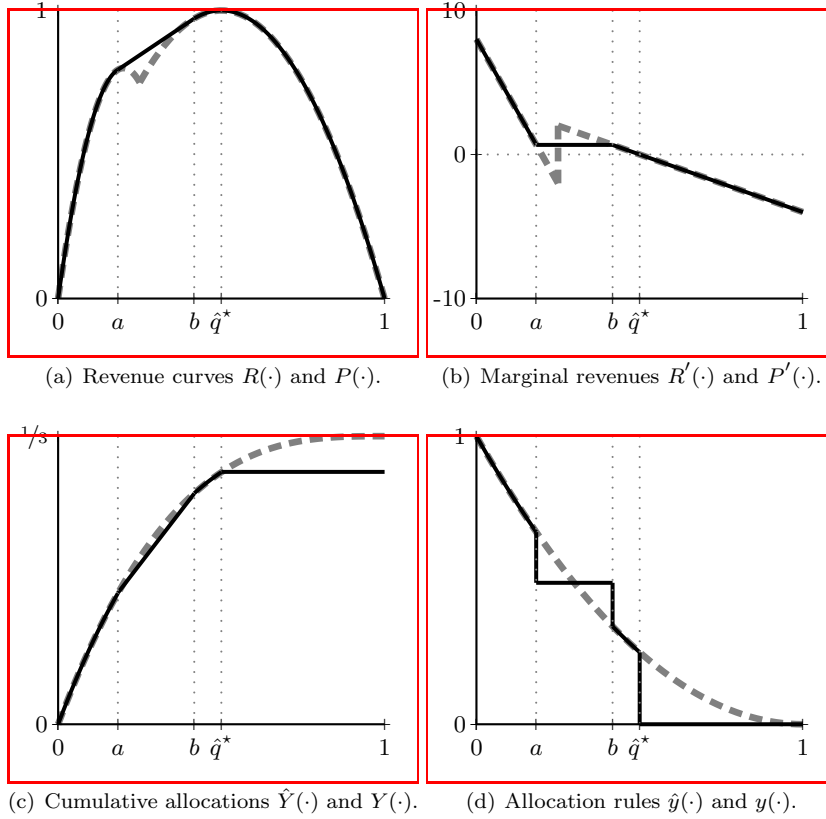 1
0
0 a b q̂⋆ 1
(a) Revenue curves R(·) and P(·).
10
0
-10
0 a b q̂⋆ 1
(b) Marginal revenues R′(·) and P′(·).
1/3
0
0 a b q̂⋆ 1
(c) Cumulative allocations Ŷ(·) and Y(·).
1
0
0 a b q̂⋆ 1
(d) Allocation rules ŷ(·) and y(·).